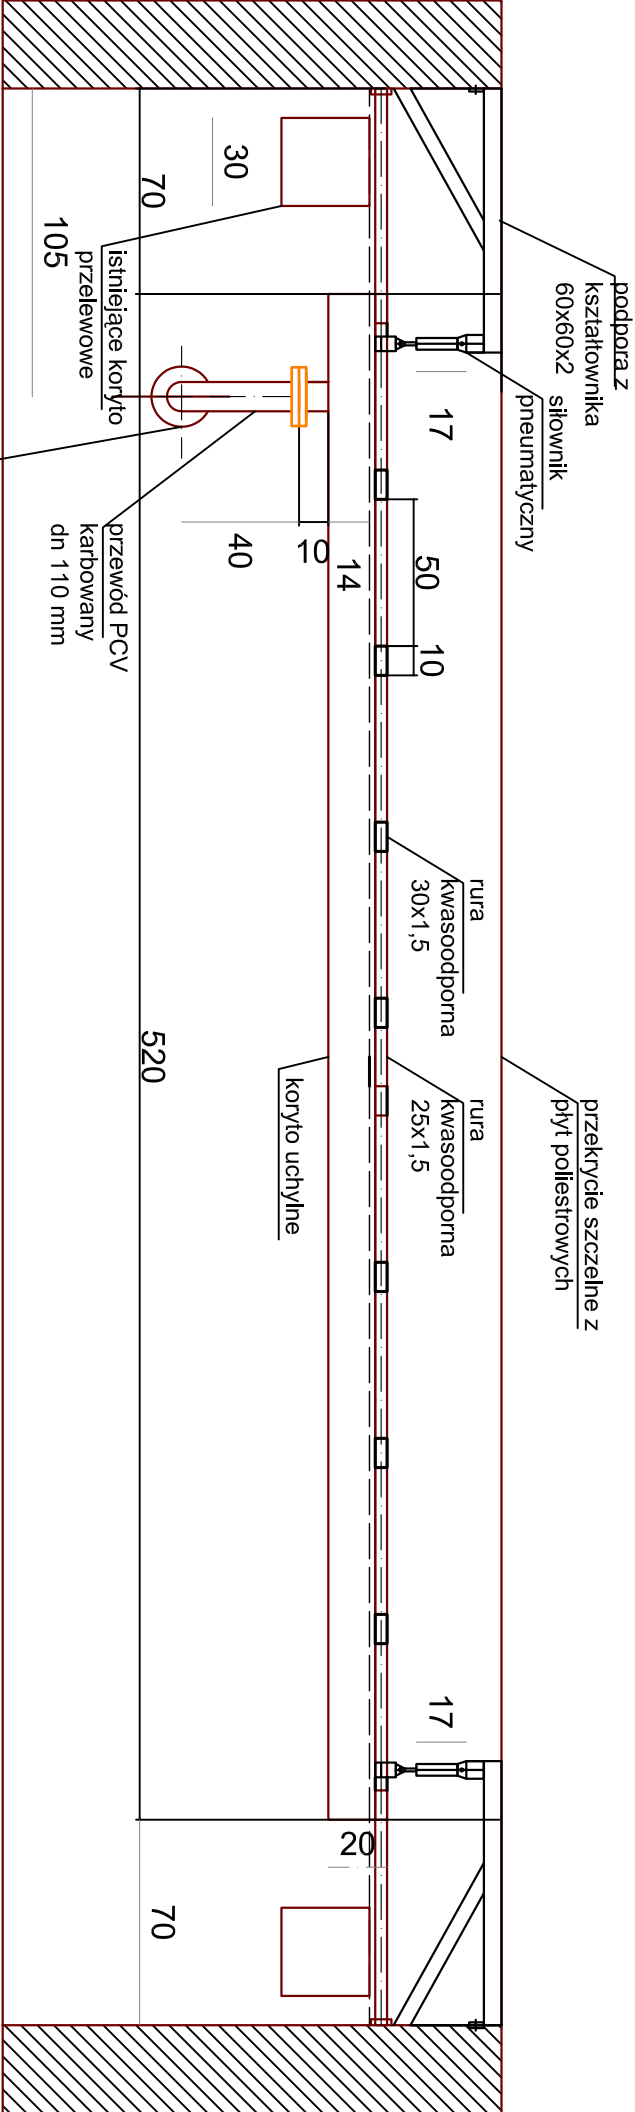 podpora z
kształtownika
60x60x2
siłownik
pneumatyczny
przekrycie szczelne z
płyt poliestrowych
rura
kwasoodporna
30x1,5
rura
kwasoodporna
25x1,5
17
17
50
10
30
70
105
istniejące koryto
przelewowe
40
10
14
przewód PCV
karbowany
dn 110 mm
koryto uchylne
520
20
70